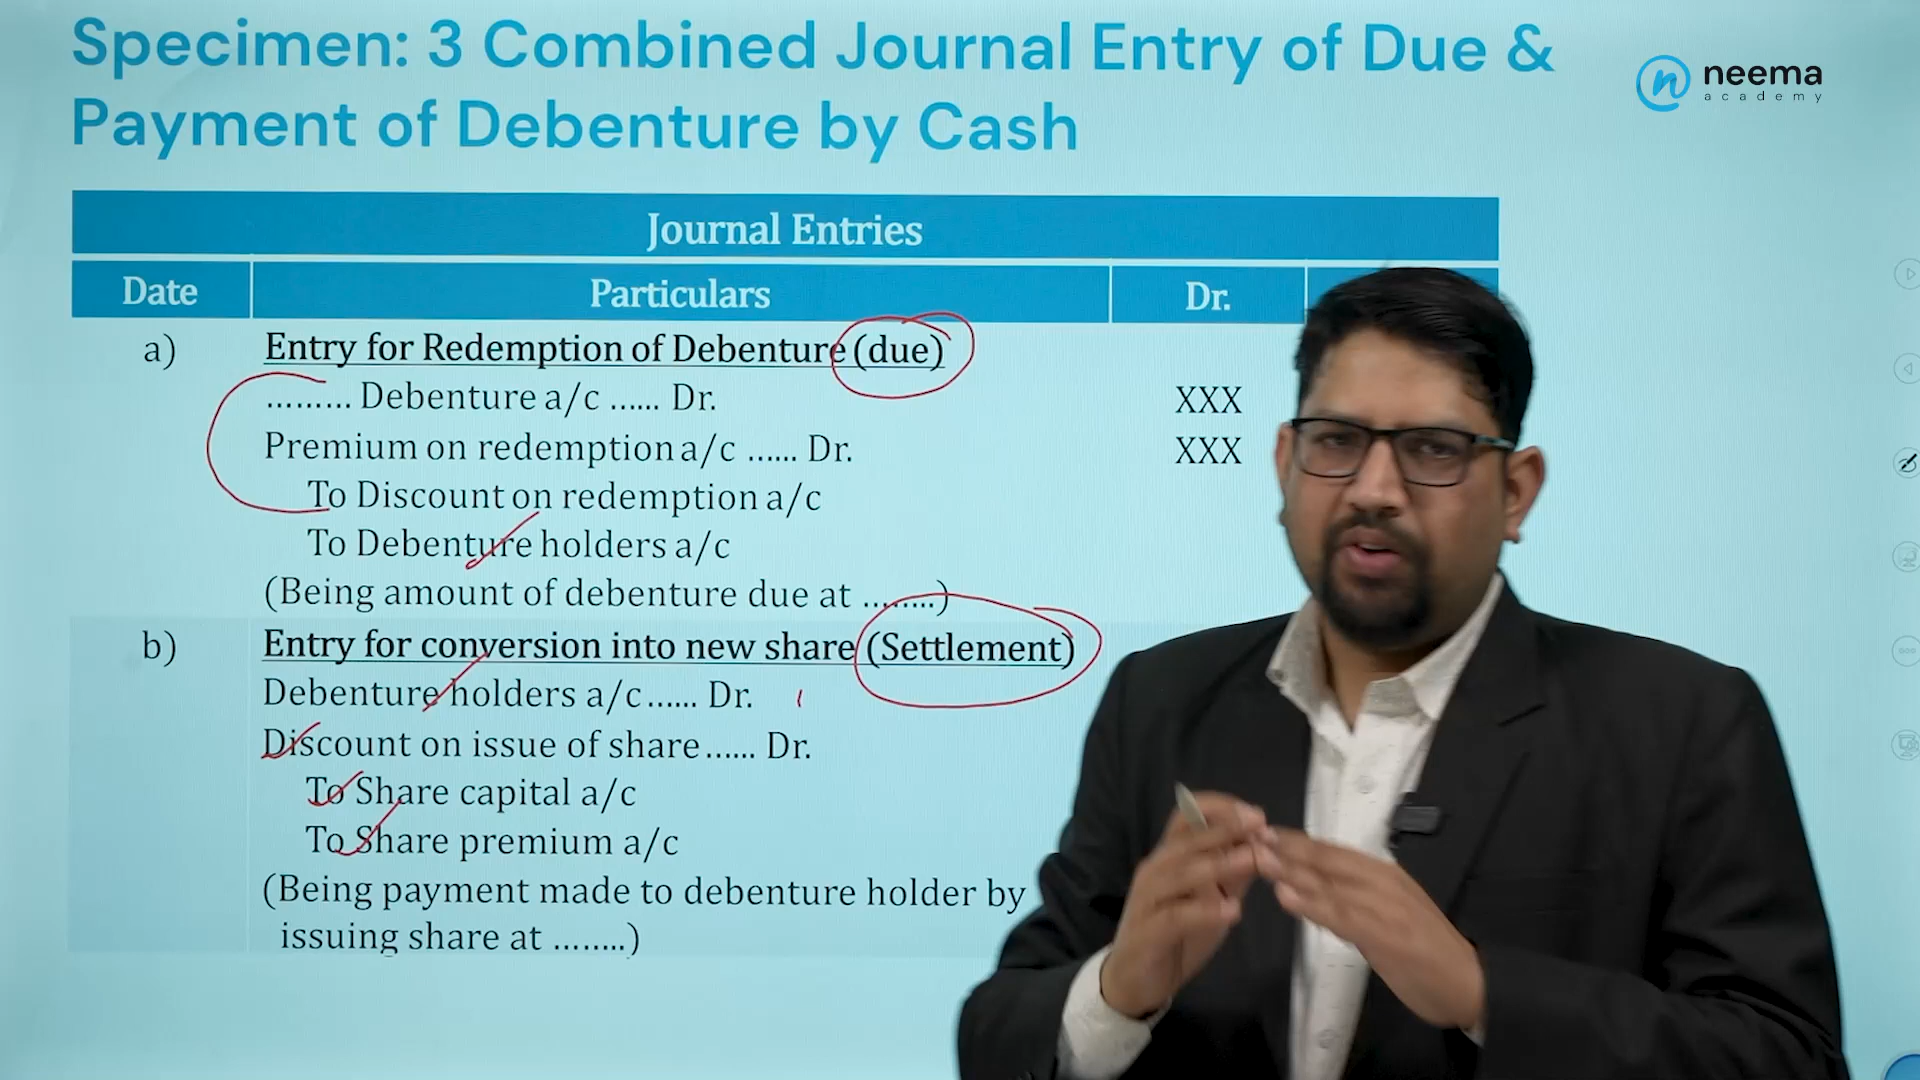 Specimen: 3 Combined Journal Entry of Due &
Payment of Debenture by Cash
neema
academy
Journal Entries
Date Particulars Dr.
a) Entry for Redemption of Debenture (due)
......... Debenture a/c ...... Dr. XXX
Premium on redemption a/c ...... Dr. XXX
To Discount on redemption a/c
To Debenture holders a/c
(Being amount of debenture due at ........)
b) Entry for conversion into new share (Settlement)
Debenture holders a/c ...... Dr.
Discount on issue of share ...... Dr.
To Share capital a/c
To Share premium a/c
(Being payment made to debenture holder by
issuing share at ........)